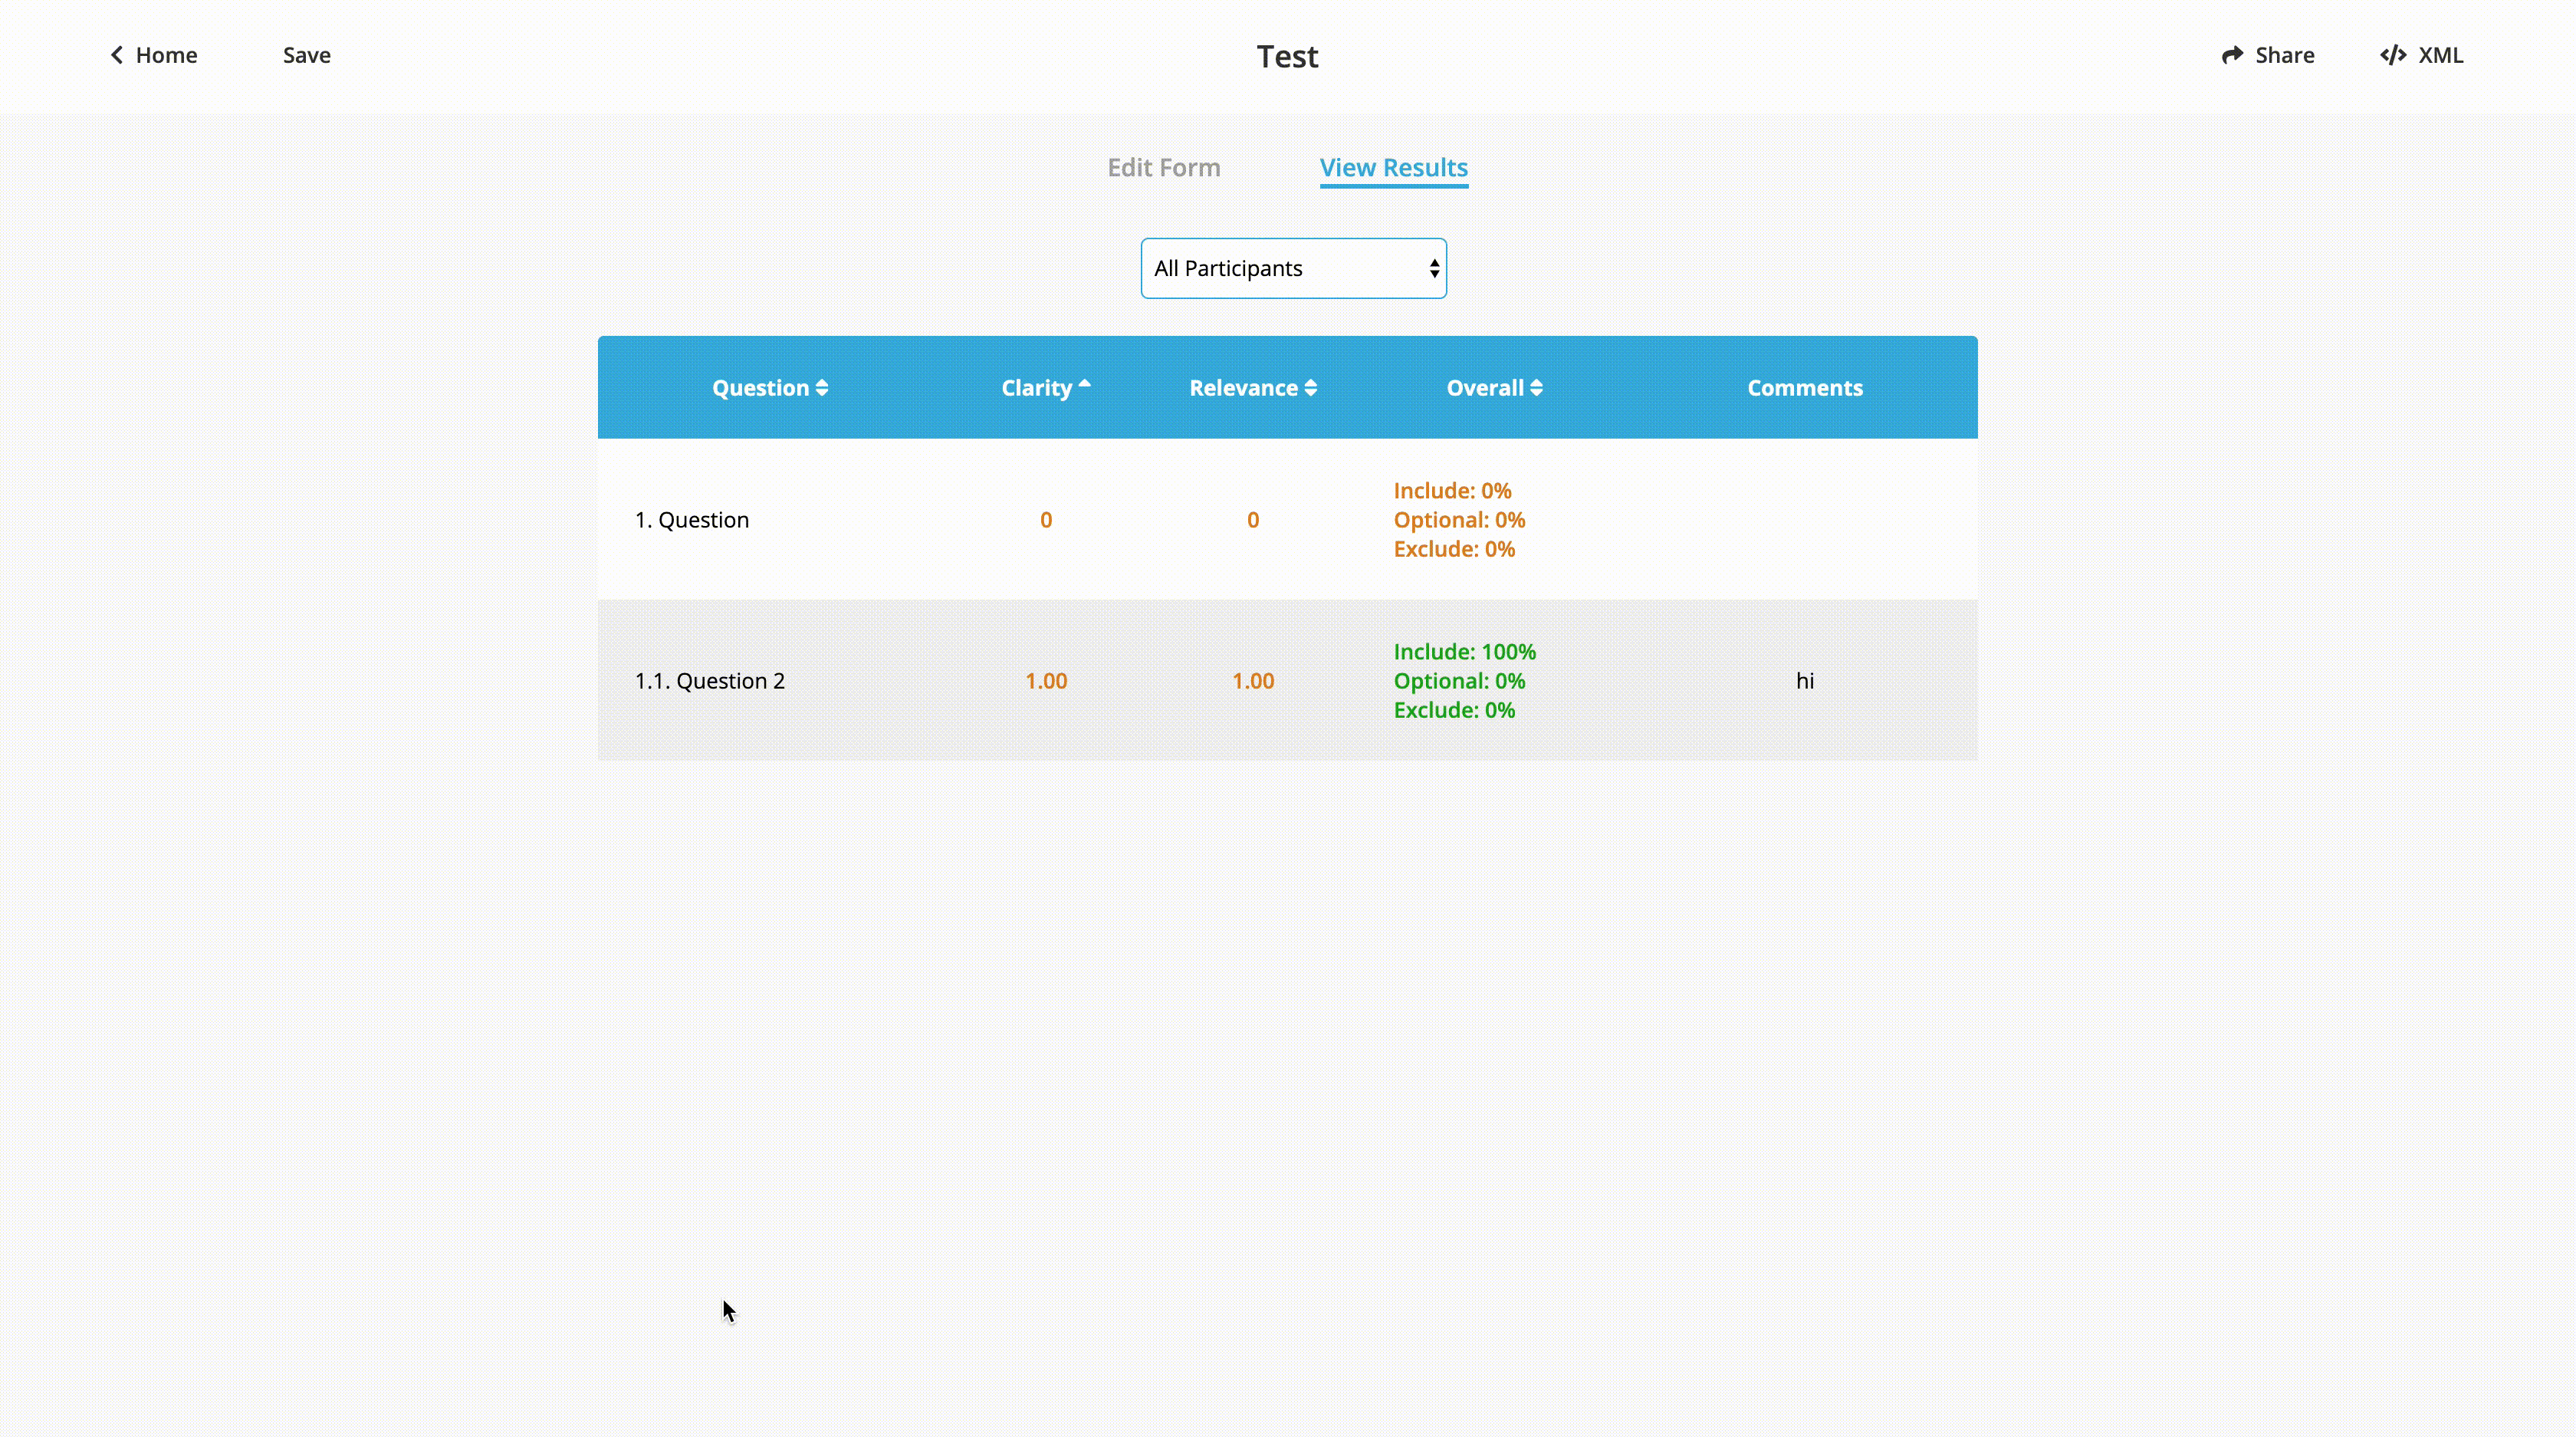 Home Save Test Share XML
Edit Form View Results
All Participants
Question Clarity Relevance Overall Comments
1. Question 0 0
Include: 0%
Optional: 0%
Exclude: 0%
1.1. Question 2 1.00 1.00
Include: 100%
Optional: 0%
Exclude: 0%
hi